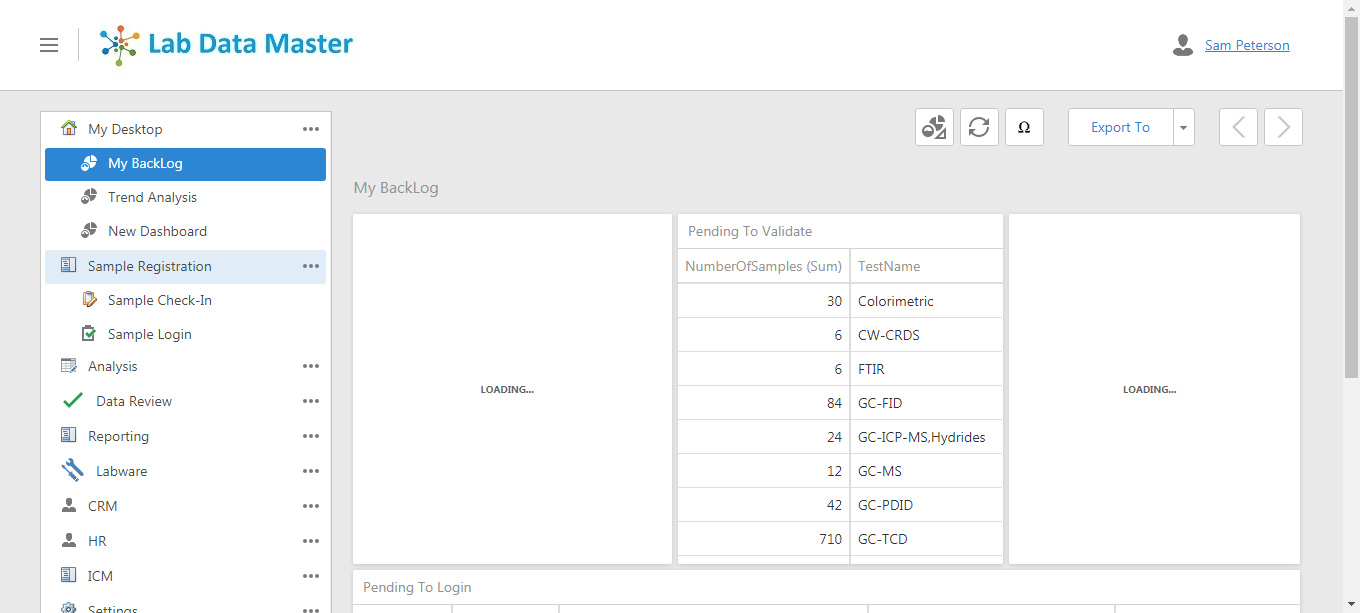 Lab Data Master
Sam Peterson
My Desktop
My BackLog
Trend Analysis
New Dashboard
Sample Registration
Sample Check-In
Sample Login
Analysis
Data Review
Reporting
Labware
CRM
HR
ICM
Settings
Ω
Export To
My BackLog
LOADING...
Pending To Validate
NumberOfSamples (Sum) TestName
30 Colorimetric
6 CW-CRDS
6 FTIR
84 GC-FID
24 GC-ICP-MS,Hydrides
12 GC-MS
42 GC-PDID
710 GC-TCD
LOADING...
Pending To Login